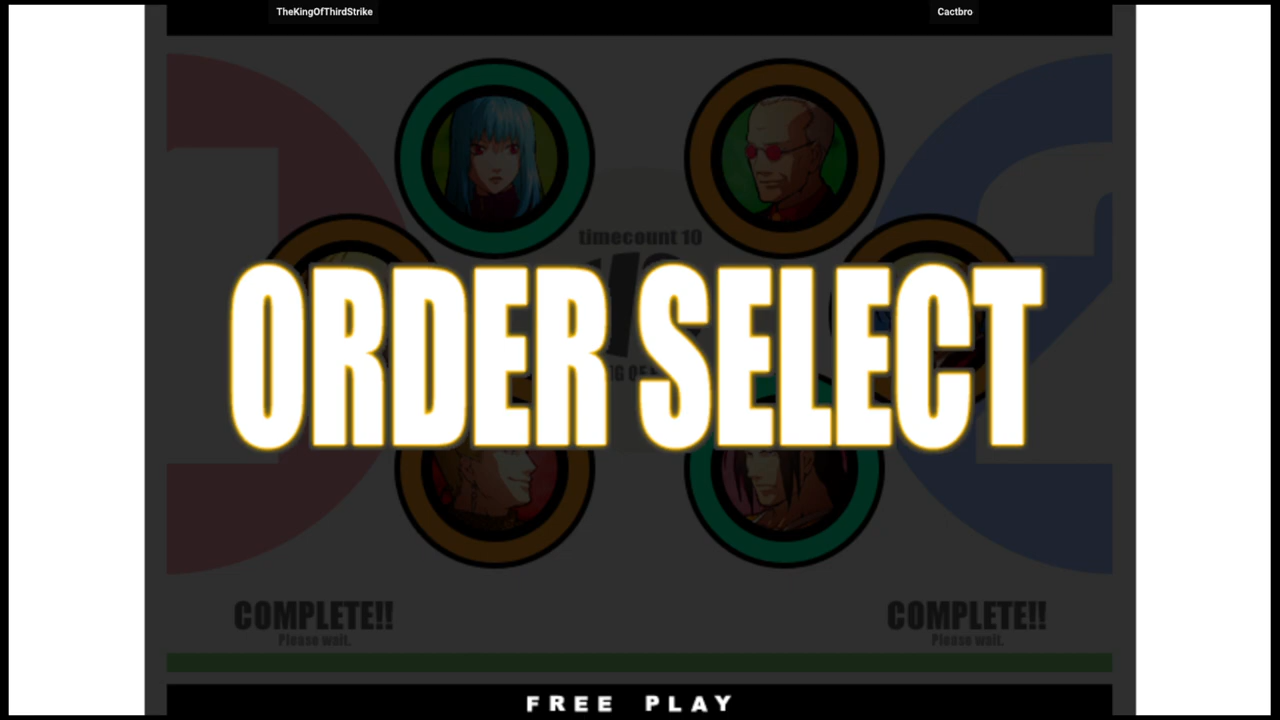 TheKingOfThirdStrike
Cactbro
timecount 10
ORDER SELECT
COMPLETE!!
Please wait.
COMPLETE!!
Please wait.
FREE PLAY